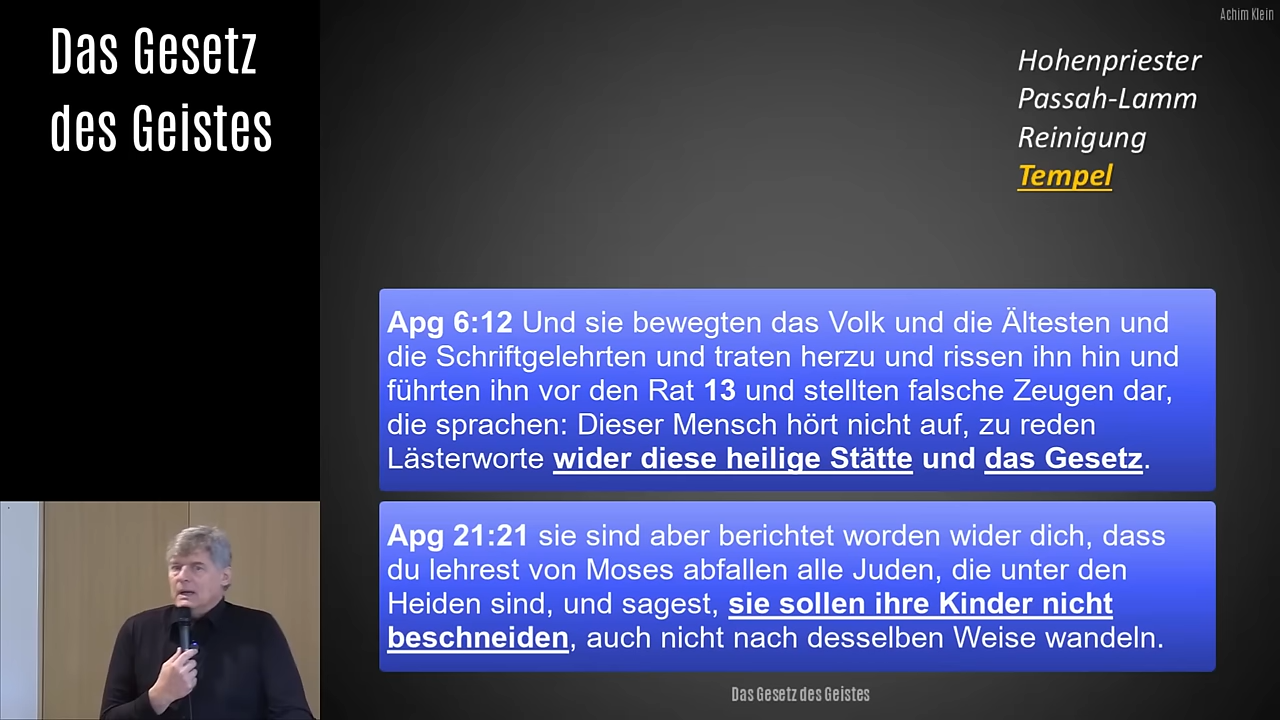 Das Gesetz
des Geistes
Achim Klein
Hohenpriester
Passah-Lamm
Reinigung
Tempel
Apg 6:12 Und sie bewegten das Volk und die Ältesten und
die Schriftgelehrten und traten herzu und rissen ihn hin und
führten ihn vor den Rat 13 und stellten falsche Zeugen dar,
die sprachen: Dieser Mensch hört nicht auf, zu reden
Lästerworte wider diese heilige Stätte und das Gesetz.
Apg 21:21 sie sind aber berichtet worden wider dich, dass
du lehrest von Moses abfallen alle Juden, die unter den
Heiden sind, und sagest, sie sollen ihre Kinder nicht
beschneiden, auch nicht nach desselben Weise wandeln.
Das Gesetz des Geistes